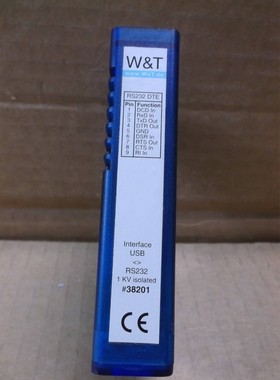 W&T
www.WuT.de
RS232 DTE
Pin Function
1 DCD In
2 RxD In
3 TxD Out
4 DTR Out
5 GND
6 DSR In
7 RTS Out
8 CTS In
9 RI In
Interface
USB
<>
RS232
1 KV isolated
#38201
CE